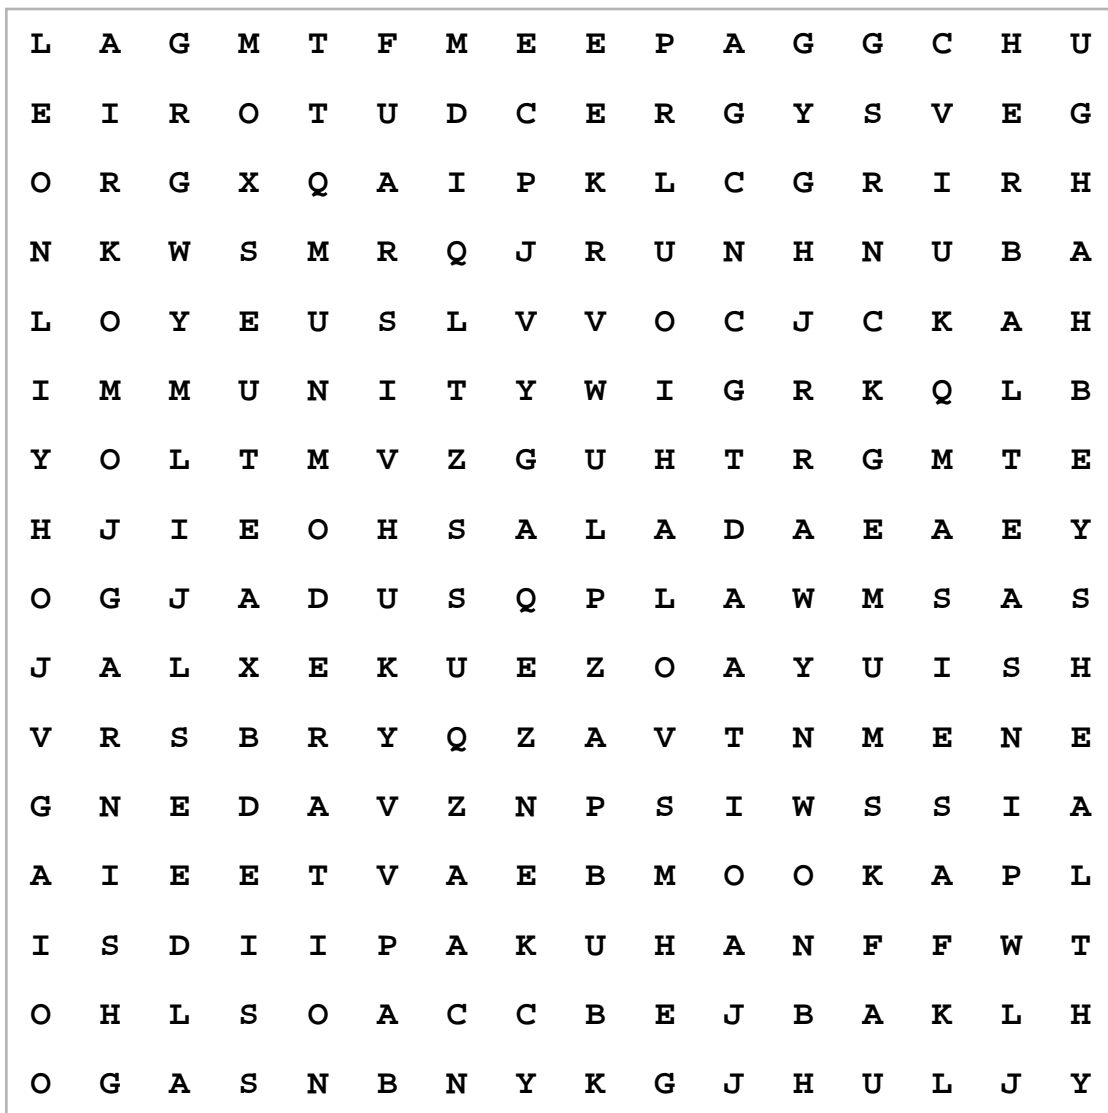 L A G M T F M E E P A G G C H U
E I R O T U D C E R G Y S V E G
O R G X Q A I P K L C G R I R H
N K W S M R Q J R U N H N U B A
L O Y E U S L V V O C J C K A H
I M M U N I T Y W I G R K Q L B
Y O L T M V Z G U H T R G M T E
H J I E O H S A L A D A E A E Y
O G J A D U S Q P L A W M S A S
J A L X E K U E Z O A Y U I S H
V R S B R Y Q Z A V T N M E N E
G N E D A V Z N P S I W S S I A
A I E E T V A E B M O O K A P L
I S D I I P A K U H A N F F W T
O H L S O A C C B E J B A K L H
O G A S N B N Y K G J H U L J Y